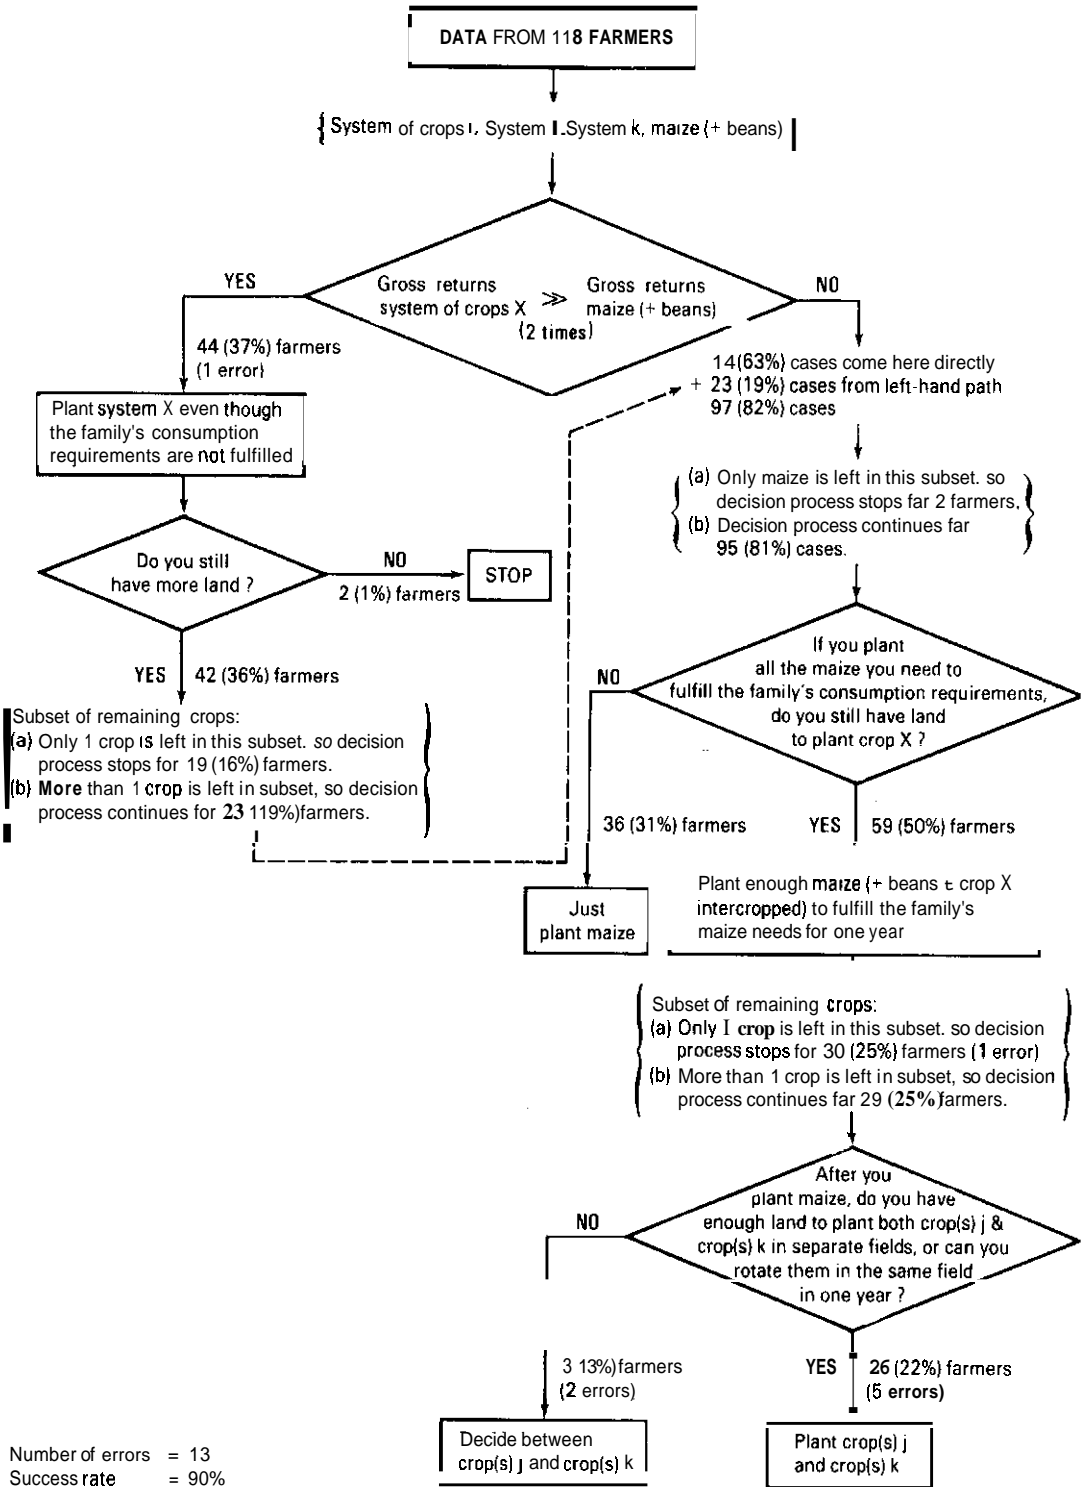 DATA FROM 118 FARMERS
{System of crops i, System j. System k, maize (+ beans)}
YES
Gross returns
system of crops X
>>
(2 times)
Gross returns
maize (+ beans)
NO
44 (37%) farmers
(1 error)
14(63%) cases come here directly
+ 23 (19%) cases from left-hand path
97 (82%) cases
Plant system X even though
the family's consumption
requirements are not fulfilled
(a) Only maize is left in this subset. so
decision process stops far 2 farmers,
(b) Decision process continues far
95 (81%) cases.
Do you still
have more land ?
NO
2 (1%) farmers
STOP
YES
42 (36%) farmers
If you plant
all the maize you need to
fulfill the family's consumption requirements,
do you still have land
to plant crop X ?
NO
Subset of remaining crops:
(a) Only 1 crop is left in this subset. so decision
process stops for 19 (16%) farmers.
(b) More than 1 crop is left in subset, so decision
process continues for 23 119%)farmers.
36 (31%) farmers
YES
59 (50%) farmers
Just
plant maize
Plant enough maize (+ beans ± crop X
intercropped) to fulfill the family's
maize needs for one year
Subset of remaining crops:
(a) Only I crop is left in this subset. so decision
process stops for 30 (25%) farmers (1 error)
(b) More than 1 crop is left in subset, so decision
process continues far 29 (25%)farmers.
After you
plant maize, do you have
enough land to plant both crop(s) j &
crop(s) k in separate fields, or can you
rotate them in the same field
in one year ?
NO
3 13%)farmers
(2 errors)
YES
26 (22%) farmers
(5 errors)
Decide between
crop(s) j and crop(s) k
Plant crop(s) j
and crop(s) k
Number of errors = 13
Success rate = 90%